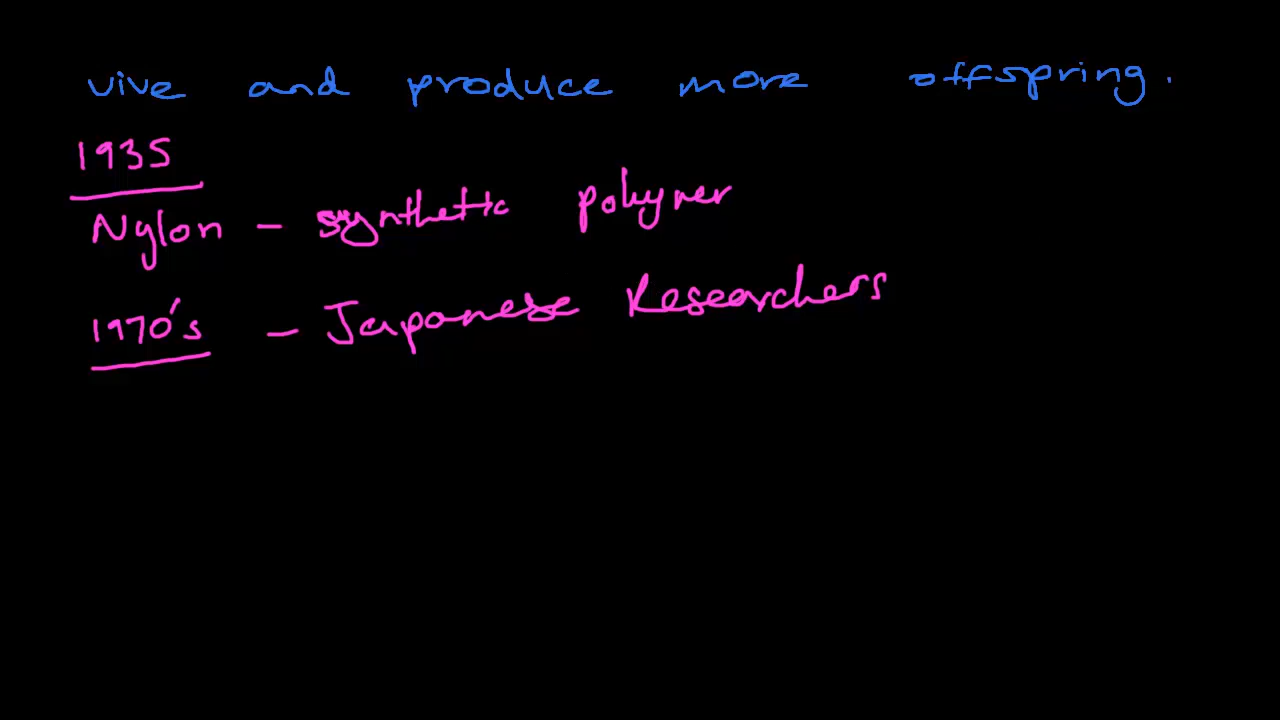 vive and produce more offspring.
1935
Nylon - synthetic polymer
1970's - Japanese Researchers